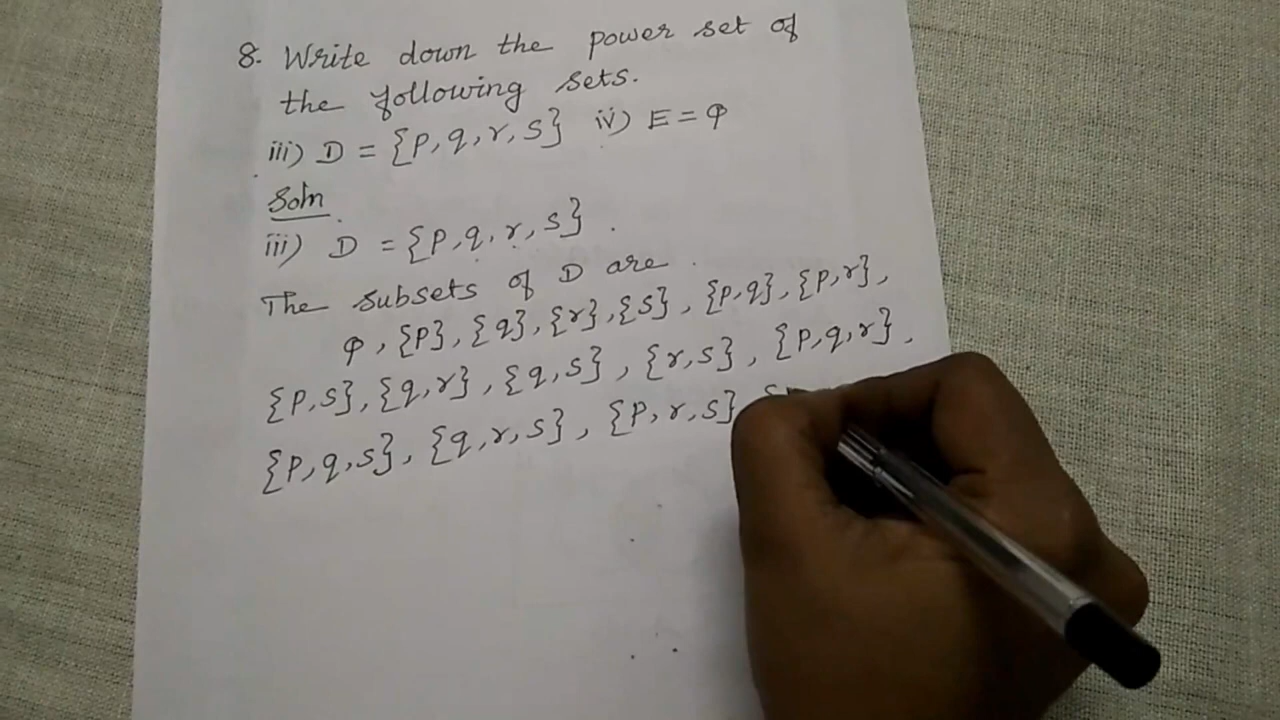 8. Write down the power set of
the following sets.
iii) D = {p, q, r, s} iv) E = φ
Soln
iii) D = {p, q, r, s}.
The subsets of D are
φ, {p}, {q}, {r}, {s}, {p,q}, {p,r},
{p,s}, {q,r}, {q,s}, {r,s}, {p,q,r},
{p,q,s}, {q,r,s}, {p,r,s}